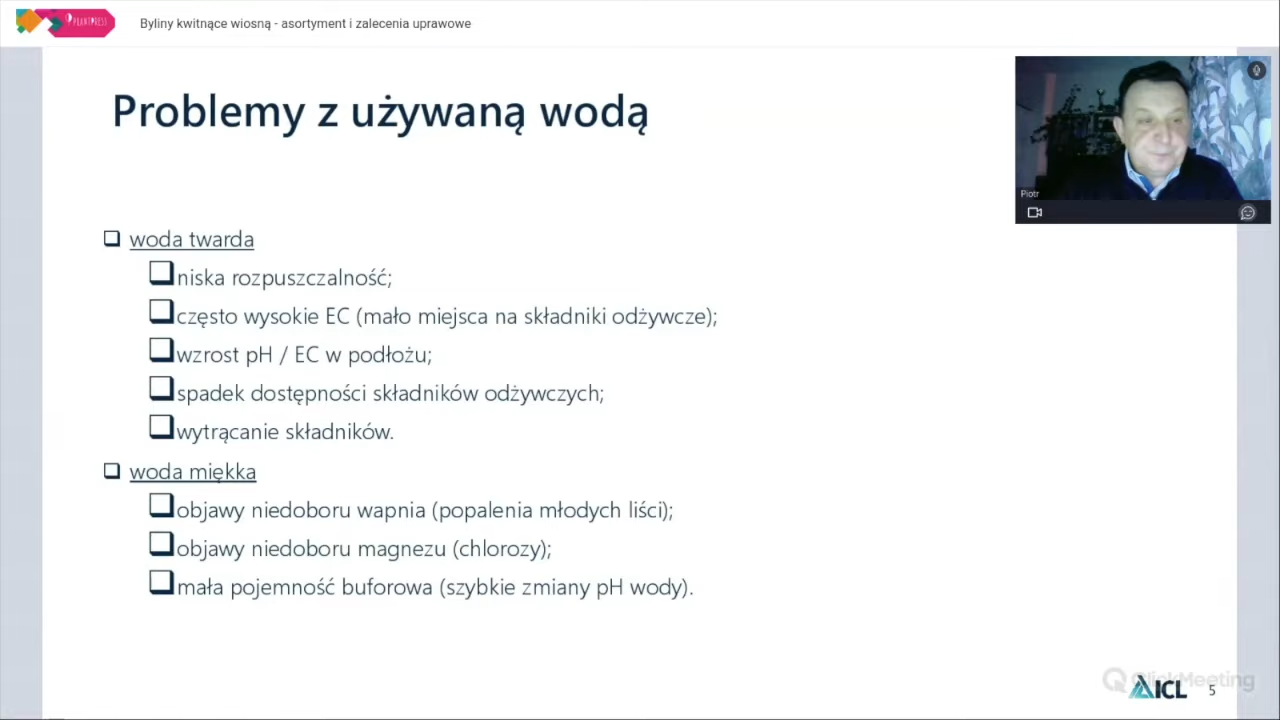 PLANTPRESS
Byliny kwitnące wiosną - asortyment i zalecenia uprawowe
Problemy z używaną wodą
Piotr
woda twarda
niska rozpuszczalność;
często wysokie EC (mało miejsca na składniki odżywcze);
wzrost pH / EC w podłożu;
spadek dostępności składników odżywczych;
wytrącanie składników.
woda miękka
objawy niedoboru wapnia (popalenia młodych liści);
objawy niedoboru magnezu (chlorozy);
mała pojemność buforowa (szybkie zmiany pH wody).
ClickMeeting
ICL
5